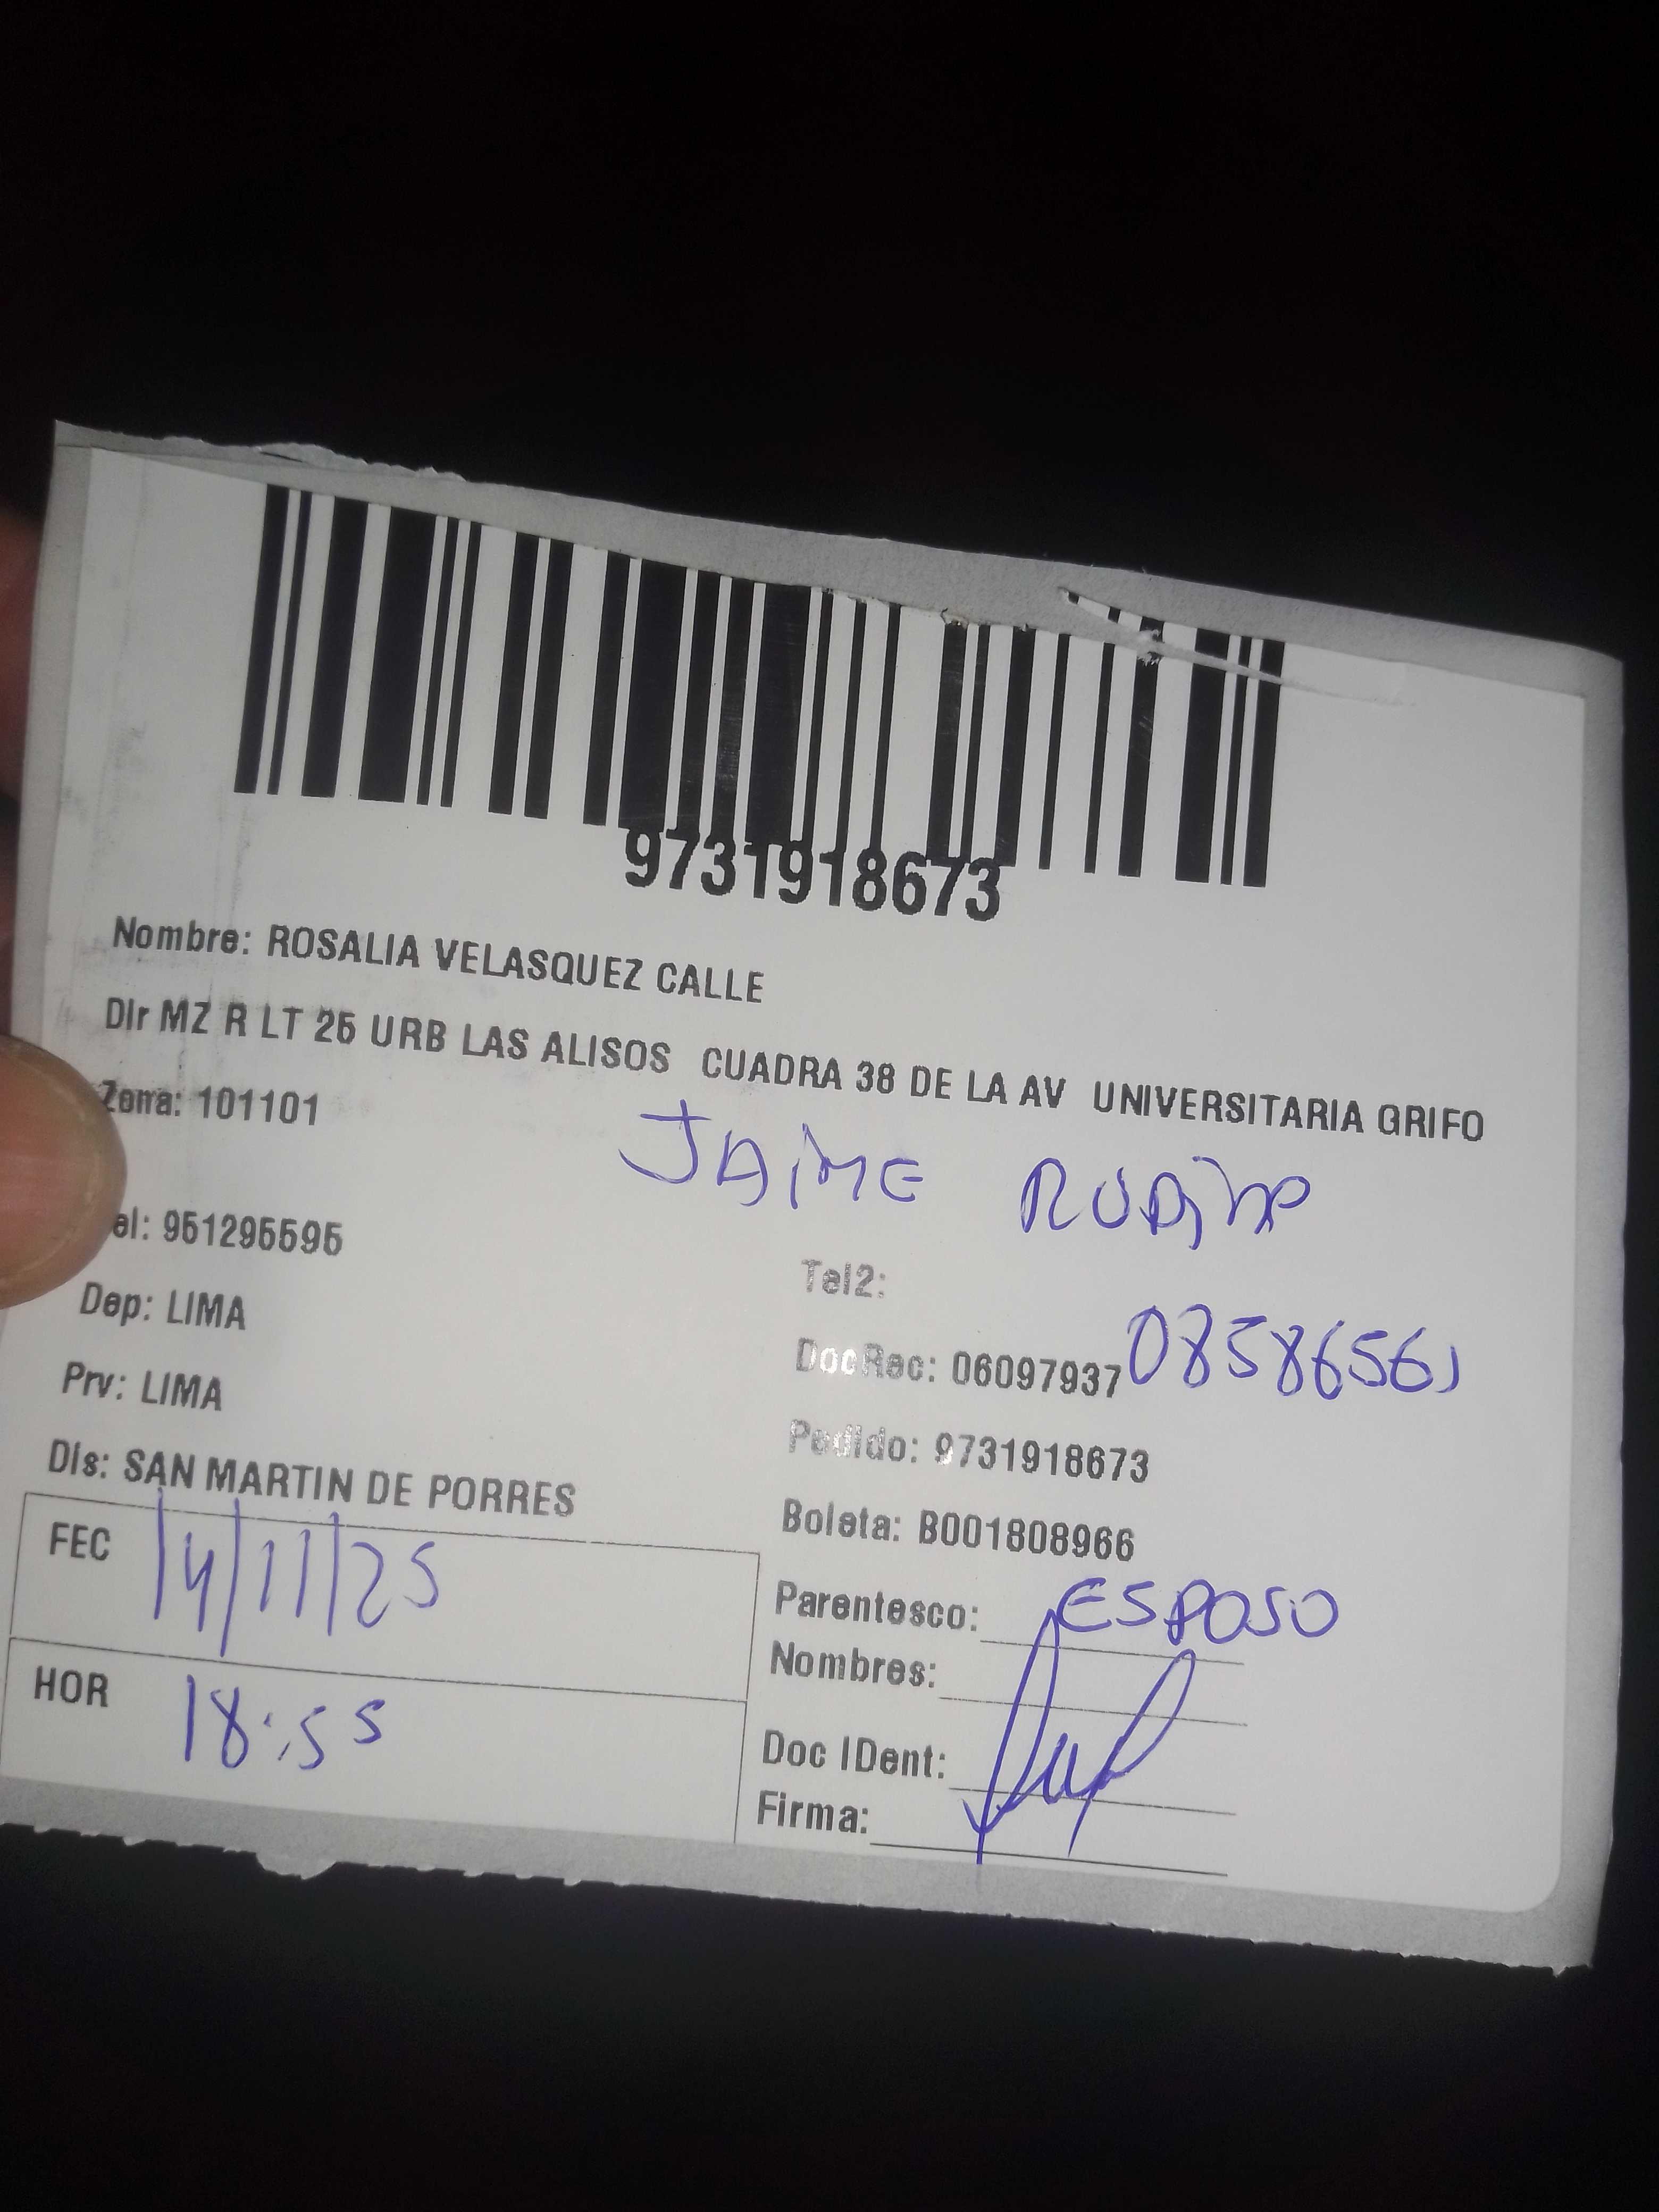 9731918673
Nombre: ROSALIA VELASQUEZ CALLE
Dir MZ R LT 25 URB LAS ALISOS CUADRA 38 DE LA AV UNIVERSITARIA GRIFO
Zona: 101101
JAIME
el: 951295595
Tel2:
Dep: LIMA
DocRec: 06097937 08586561
Prv: LIMA
Pedido: 9731918673
Dis: SAN MARTIN DE PORRES
Boleta: B001808966
FEC 14/11/25
Parentesco: ESPOSO
Nombres:
HOR 18:55
Doc IDent:
Firma: